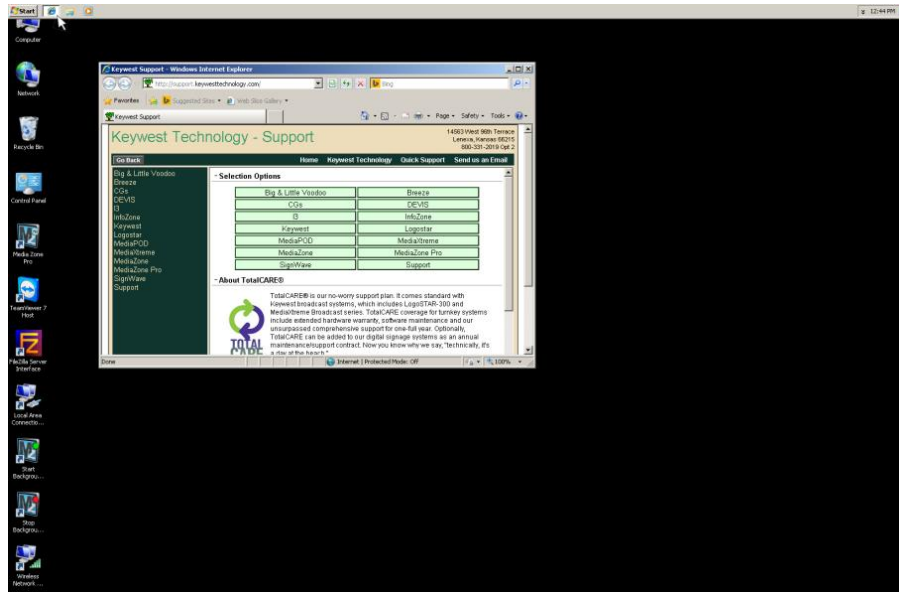 Start
12:44 PM
Computer
Network
Recycle Bin
Control Panel
Media Zone
Pro
TeamViewer 7
Host
FileZilla Server
Interface
Local Area
Connectio...
Start
Backgrou...
Stop
Backgrou...
Wireless
Network ...
Keywest Support - Windows Internet Explorer
http://support.keywesttechnology.com/
Bing
Favorites Suggested Sites Web Slice Gallery
Keywest Support
Page Safety Tools
Keywest Technology - Support
14563 West 96th Terrace
Lenexa, Kansas 66215
800-331-2019 Opt 2
Go Back Home Keywest Technology Quick Support Send us an Email
Big & Little Voodoo
Breeze
CGs
DEVIS
i3
InfoZone
Keywest
Logostar
MediaPOD
MediaXtreme
MediaZone
MediaZone Pro
SignWave
Support
- Selection Options
Big & Little Voodoo Breeze
CGs DEVIS
i3 InfoZone
Keywest Logostar
MediaPOD MediaXtreme
MediaZone MediaZone Pro
SignWave Support
- About TotalCARE®
TotalCARE® is our no-worry support plan. It comes standard with
Keywest broadcast systems, which includes LogoSTAR-300 and
MediaXtreme Broadcast series. TotalCARE coverage for turnkey systems
include extended hardware warranty, software maintenance and our
unsurpassed comprehensive support for one-full year. Optionally,
TotalCARE can be added to our digital signage systems as an annual
maintenance/support contract. Now you know why we say, "technically, it's
a day at the beach."
TOTAL
CARE
Done
Internet | Protected Mode: Off
100%